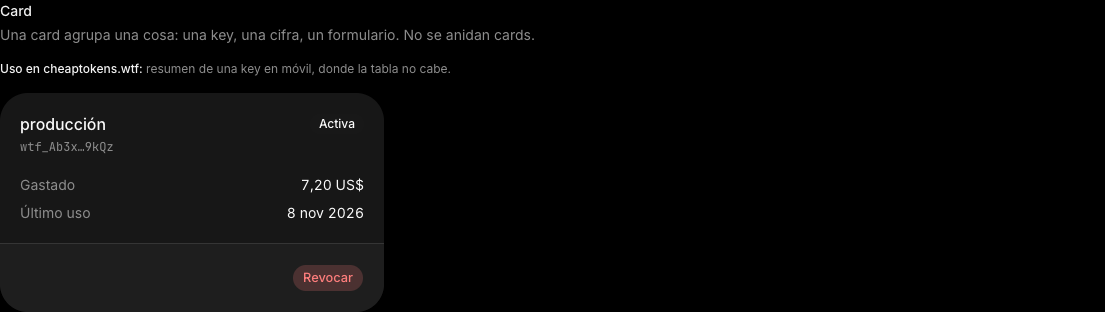 Card
Una card agrupa una cosa: una key, una cifra, un formulario. No se anidan cards.
Uso en cheaptokens.wtf: resumen de una key en móvil, donde la tabla no cabe.
producción
Activa
wtf_Ab3x…9kQz
Gastado
7,20 US$
Último uso
8 nov 2026
Revocar